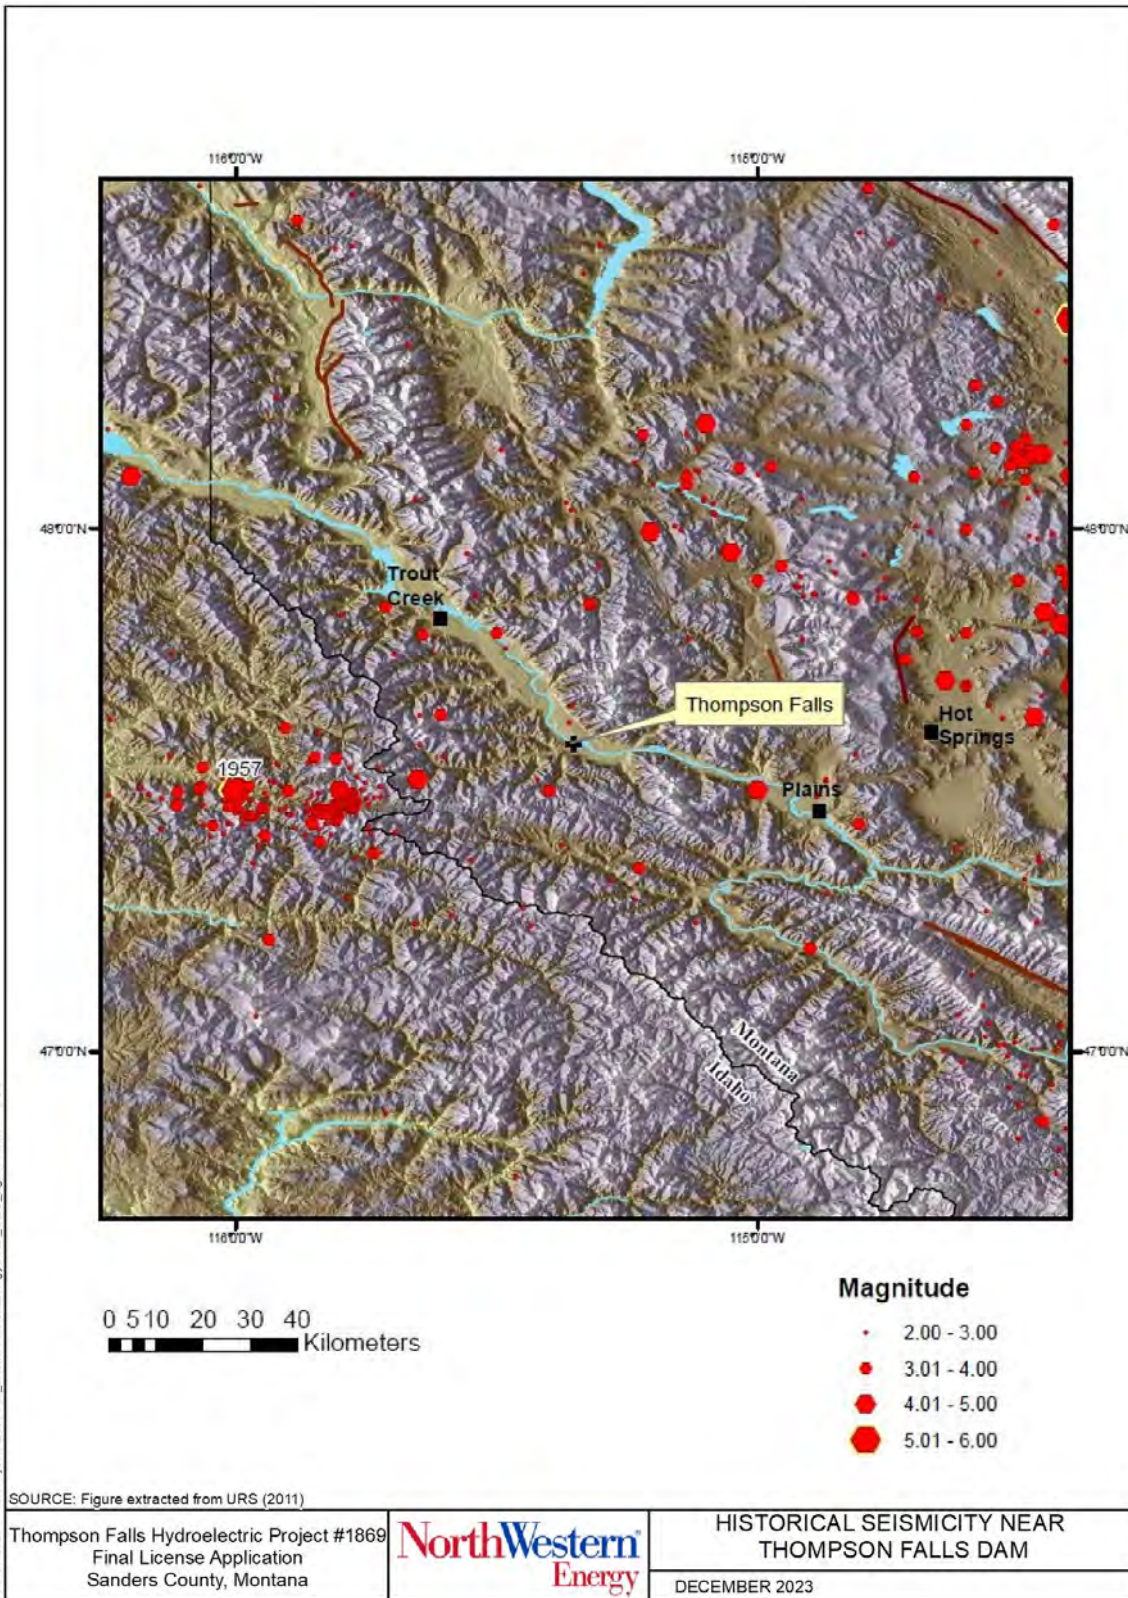 116°0'0"W
115°0'0"W
48°0'0"N
48°0'0"N
Trout
Creek
Thompson Falls
Hot
Springs
1957
Plains
47°0'0"N
47°0'0"N
Montana
Idaho
116°0'0"W
115°0'0"W
0 5 10 20 30 40
Kilometers
Magnitude
2.00 - 3.00
3.01 - 4.00
4.01 - 5.00
5.01 - 6.00
SOURCE: Figure extracted from URS (2011)
Thompson Falls Hydroelectric Project #1869
Final License Application
Sanders County, Montana
NorthWestern
Energy
HISTORICAL SEISMICITY NEAR
THOMPSON FALLS DAM
DECEMBER 2023